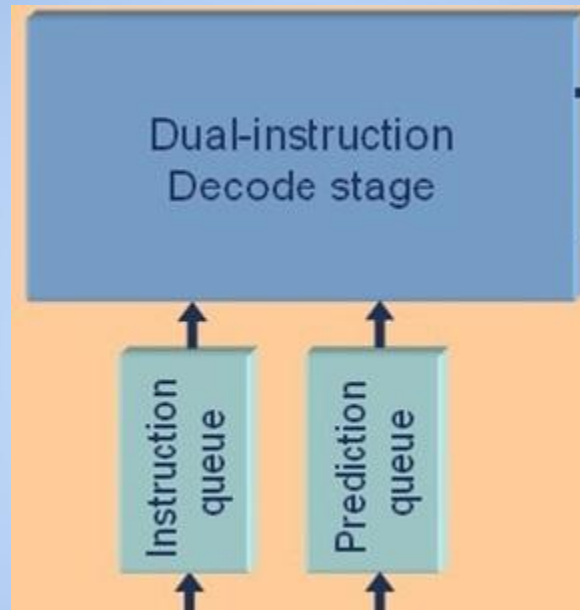 Dual-instruction
Decode stage
Instruction
queue
Prediction
queue